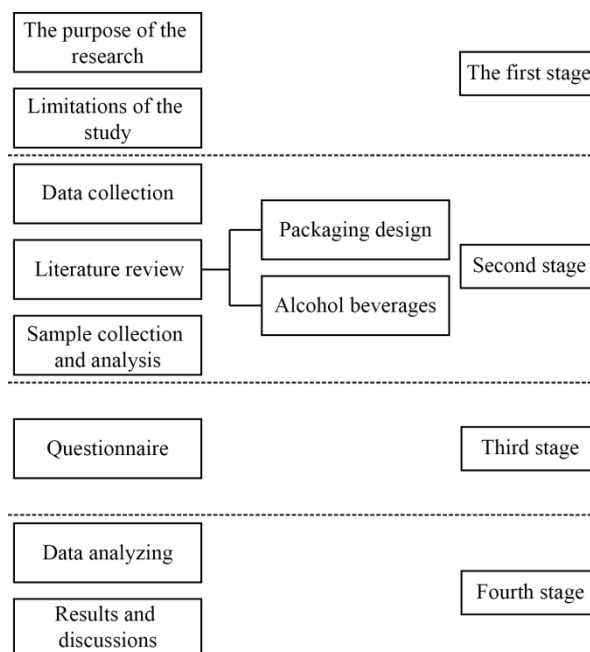 The purpose of the
research
The first stage
Limitations of the
study
Data collection
Literature review
Packaging design
Alcohol beverages
Second stage
Sample collection
and analysis
Questionnaire
Third stage
Data analyzing
Fourth stage
Results and
discussions